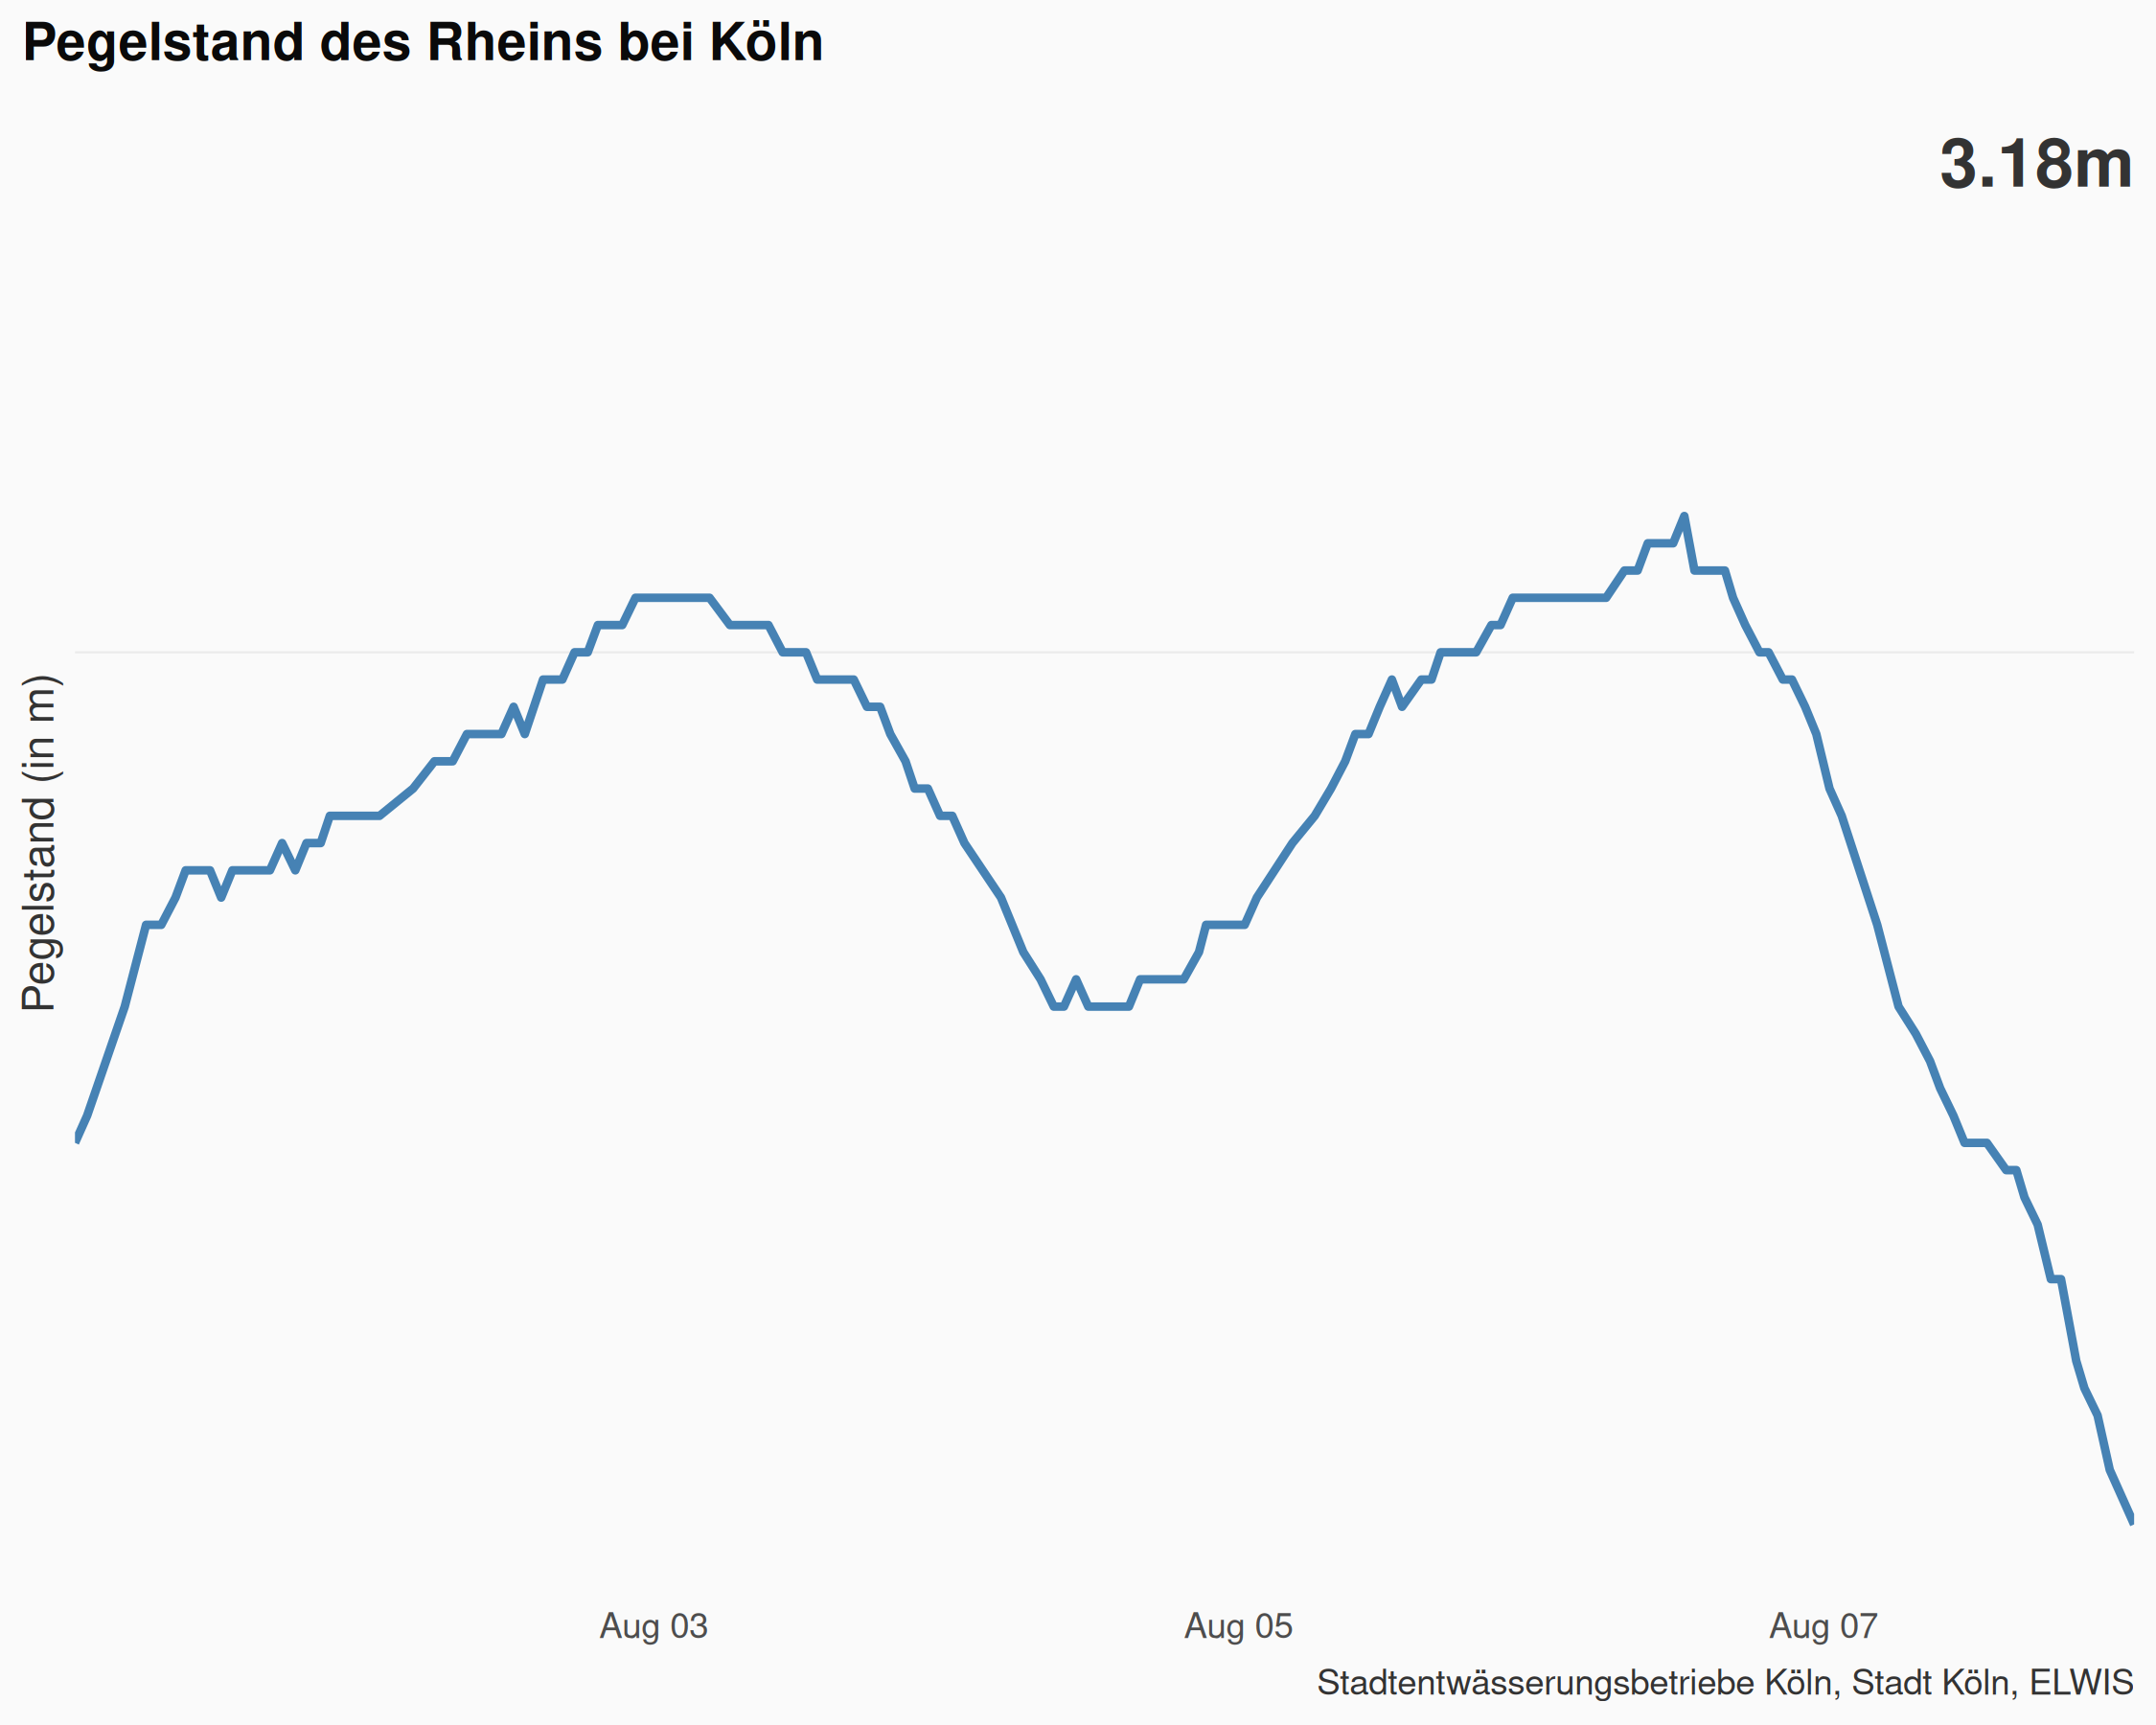 Pegelstand des Rheins bei Köln
3.18m
Pegelstand (in m)
Aug 03
Aug 05
Aug 07
Stadtentwässerungsbetriebe Köln, Stadt Köln, ELWIS